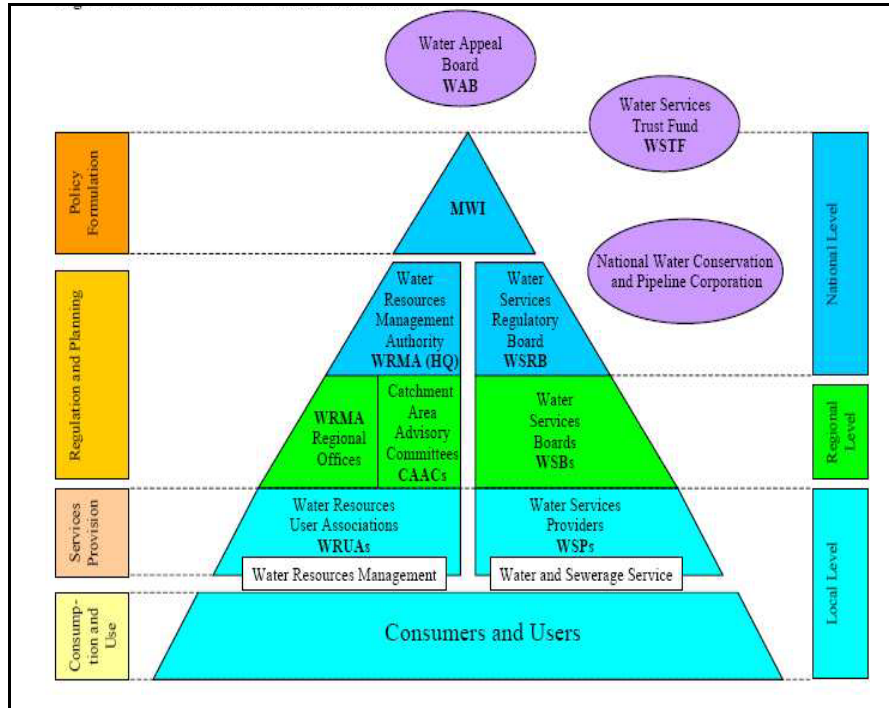 Water Appeal
Board
WAB
Water Services
Trust Fund
WSTF
Policy
Formulation
MWI
National Water Conservation
and Pipeline Corporation
National Level
Regulation and Planning
Water
Resources
Management
Authority
WRMA (HQ)
Water
Services
Regulatory
Board
WSRB
WRMA
Regional
Offices
Catchment
Area
Advisory
Committees
CAACs
Water
Services
Boards
WSBs
Regional
Level
Services
Provision
Water Resources
User Associations
WRUAs
Water Services
Providers
WSPs
Water Resources Management
Water and Sewerage Service
Local Level
Consump-
tion and
Use
Consumers and Users